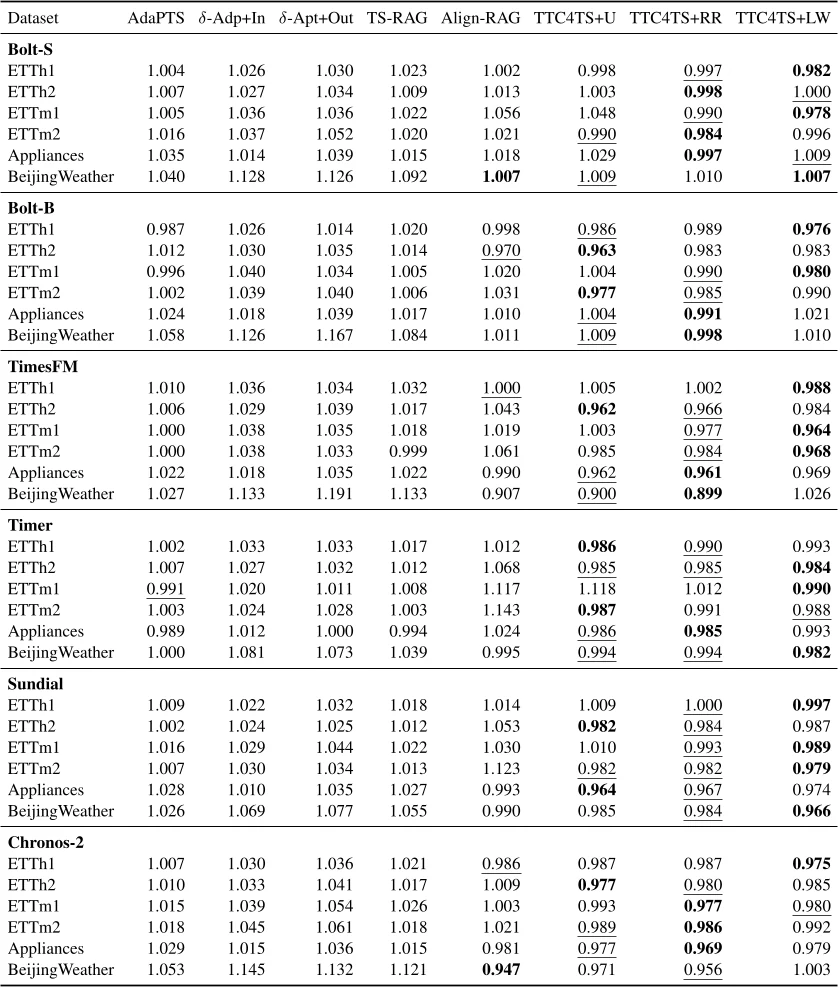 Dataset AdaPTS δ-Adp+In δ-Apt+Out TS-RAG Align-RAG TTC4TS+U TTC4TS+RR TTC4TS+LW
Bolt-S
ETTh1 1.004 1.026 1.030 1.023 1.002 0.998 0.997 0.982
ETTh2 1.007 1.027 1.034 1.009 1.013 1.003 0.998 1.000
ETTm1 1.005 1.036 1.036 1.022 1.056 1.048 0.990 0.978
ETTm2 1.016 1.037 1.052 1.020 1.021 0.990 0.984 0.996
Appliances 1.035 1.014 1.039 1.015 1.018 1.029 0.997 1.009
BeijingWeather 1.040 1.128 1.126 1.092 1.007 1.009 1.010 1.007
Bolt-B
ETTh1 0.987 1.026 1.014 1.020 0.998 0.986 0.989 0.976
ETTh2 1.012 1.030 1.035 1.014 0.970 0.963 0.983 0.983
ETTm1 0.996 1.040 1.034 1.005 1.020 1.004 0.990 0.980
ETTm2 1.002 1.039 1.040 1.006 1.031 0.977 0.985 0.990
Appliances 1.024 1.018 1.039 1.017 1.010 1.004 0.991 1.021
BeijingWeather 1.058 1.126 1.167 1.084 1.011 1.009 0.998 1.010
TimesFM
ETTh1 1.010 1.036 1.034 1.032 1.000 1.005 1.002 0.988
ETTh2 1.006 1.029 1.039 1.017 1.043 0.962 0.966 0.984
ETTm1 1.000 1.038 1.035 1.018 1.019 1.003 0.977 0.964
ETTm2 1.000 1.038 1.033 0.999 1.061 0.985 0.984 0.968
Appliances 1.022 1.018 1.035 1.022 0.990 0.962 0.961 0.969
BeijingWeather 1.027 1.133 1.191 1.133 0.907 0.900 0.899 1.026
Timer
ETTh1 1.002 1.033 1.033 1.017 1.012 0.986 0.990 0.993
ETTh2 1.007 1.027 1.032 1.012 1.068 0.985 0.985 0.984
ETTm1 0.991 1.020 1.011 1.008 1.117 1.118 1.012 0.990
ETTm2 1.003 1.024 1.028 1.003 1.143 0.987 0.991 0.988
Appliances 0.989 1.012 1.000 0.994 1.024 0.986 0.985 0.993
BeijingWeather 1.000 1.081 1.073 1.039 0.995 0.994 0.994 0.982
Sundial
ETTh1 1.009 1.022 1.032 1.018 1.014 1.009 1.000 0.997
ETTh2 1.002 1.024 1.025 1.012 1.053 0.982 0.984 0.987
ETTm1 1.016 1.029 1.044 1.022 1.030 1.010 0.993 0.989
ETTm2 1.007 1.030 1.034 1.013 1.123 0.982 0.982 0.979
Appliances 1.028 1.010 1.035 1.027 0.993 0.964 0.967 0.974
BeijingWeather 1.026 1.069 1.077 1.055 0.990 0.985 0.984 0.966
Chronos-2
ETTh1 1.007 1.030 1.036 1.021 0.986 0.987 0.987 0.975
ETTh2 1.010 1.033 1.041 1.017 1.009 0.977 0.980 0.985
ETTm1 1.015 1.039 1.054 1.026 1.003 0.993 0.977 0.980
ETTm2 1.018 1.045 1.061 1.018 1.021 0.989 0.986 0.992
Appliances 1.029 1.015 1.036 1.015 0.981 0.977 0.969 0.979
BeijingWeather 1.053 1.145 1.132 1.121 0.947 0.971 0.956 1.003